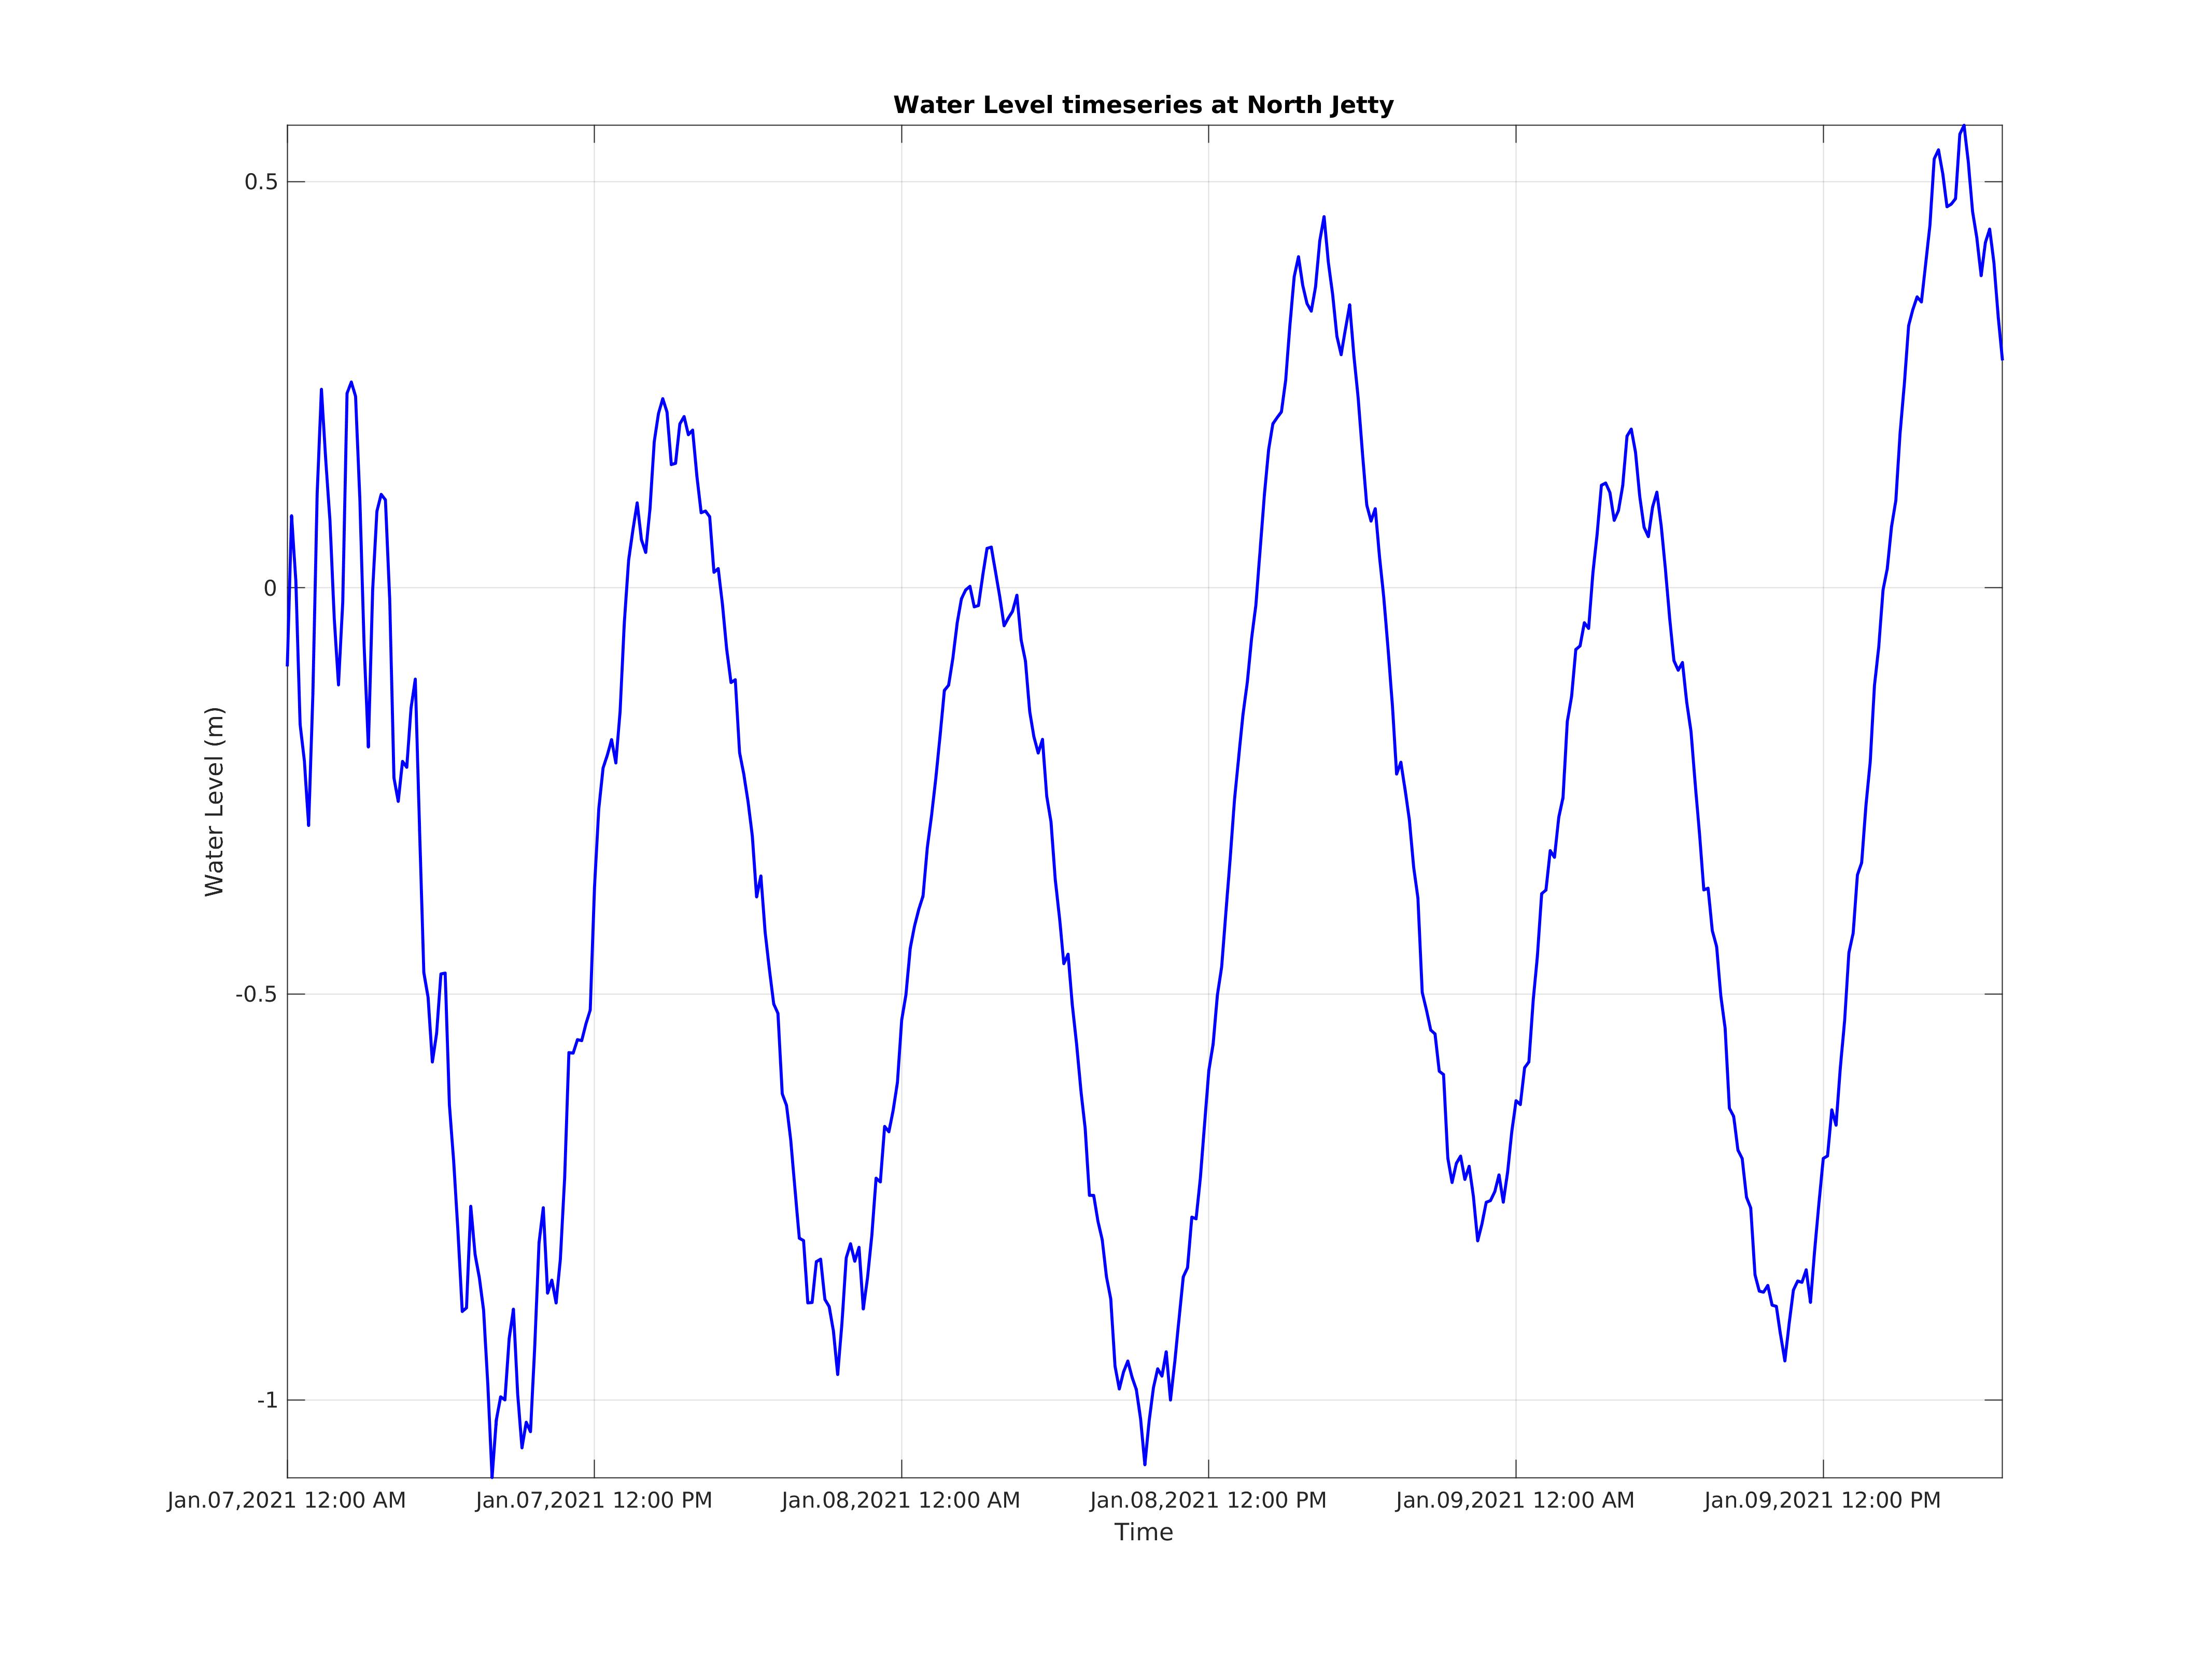 Water Level timeseries at North Jetty
0.5
0
-0.5
-1
Water Level (m)
Jan.07,2021 12:00 AM
Jan.07,2021 12:00 PM
Jan.08,2021 12:00 AM
Jan.08,2021 12:00 PM
Jan.09,2021 12:00 AM
Jan.09,2021 12:00 PM
Time